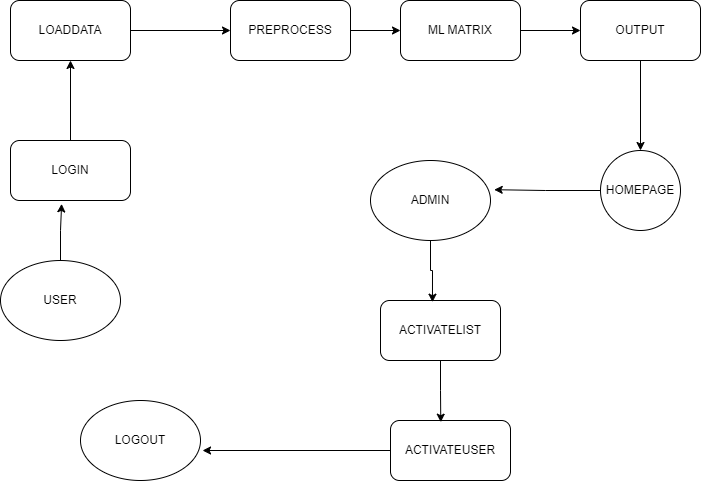 LOADDATA
PREPROCESS
ML MATRIX
OUTPUT
LOGIN
HOMEPAGE
ADMIN
USER
ACTIVATELIST
LOGOUT
ACTIVATEUSER